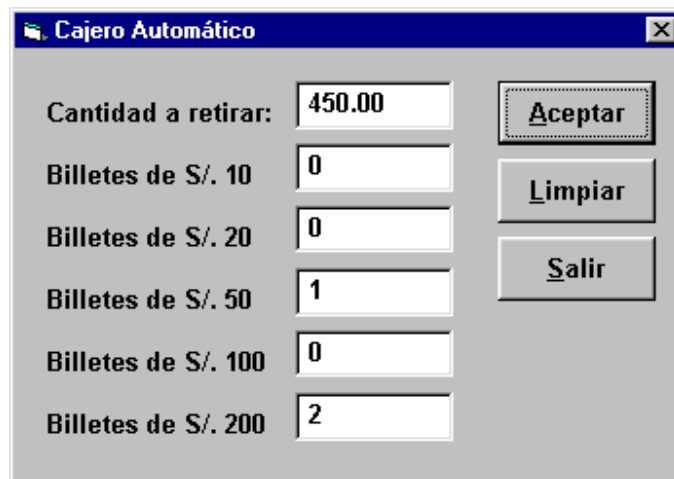 Cajero Automático
Cantidad a retirar: 450.00 Aceptar
Billetes de S/. 10 0
Limpiar
Billetes de S/. 20 0
Salir
Billetes de S/. 50 1
Billetes de S/. 100 0
Billetes de S/. 200 2